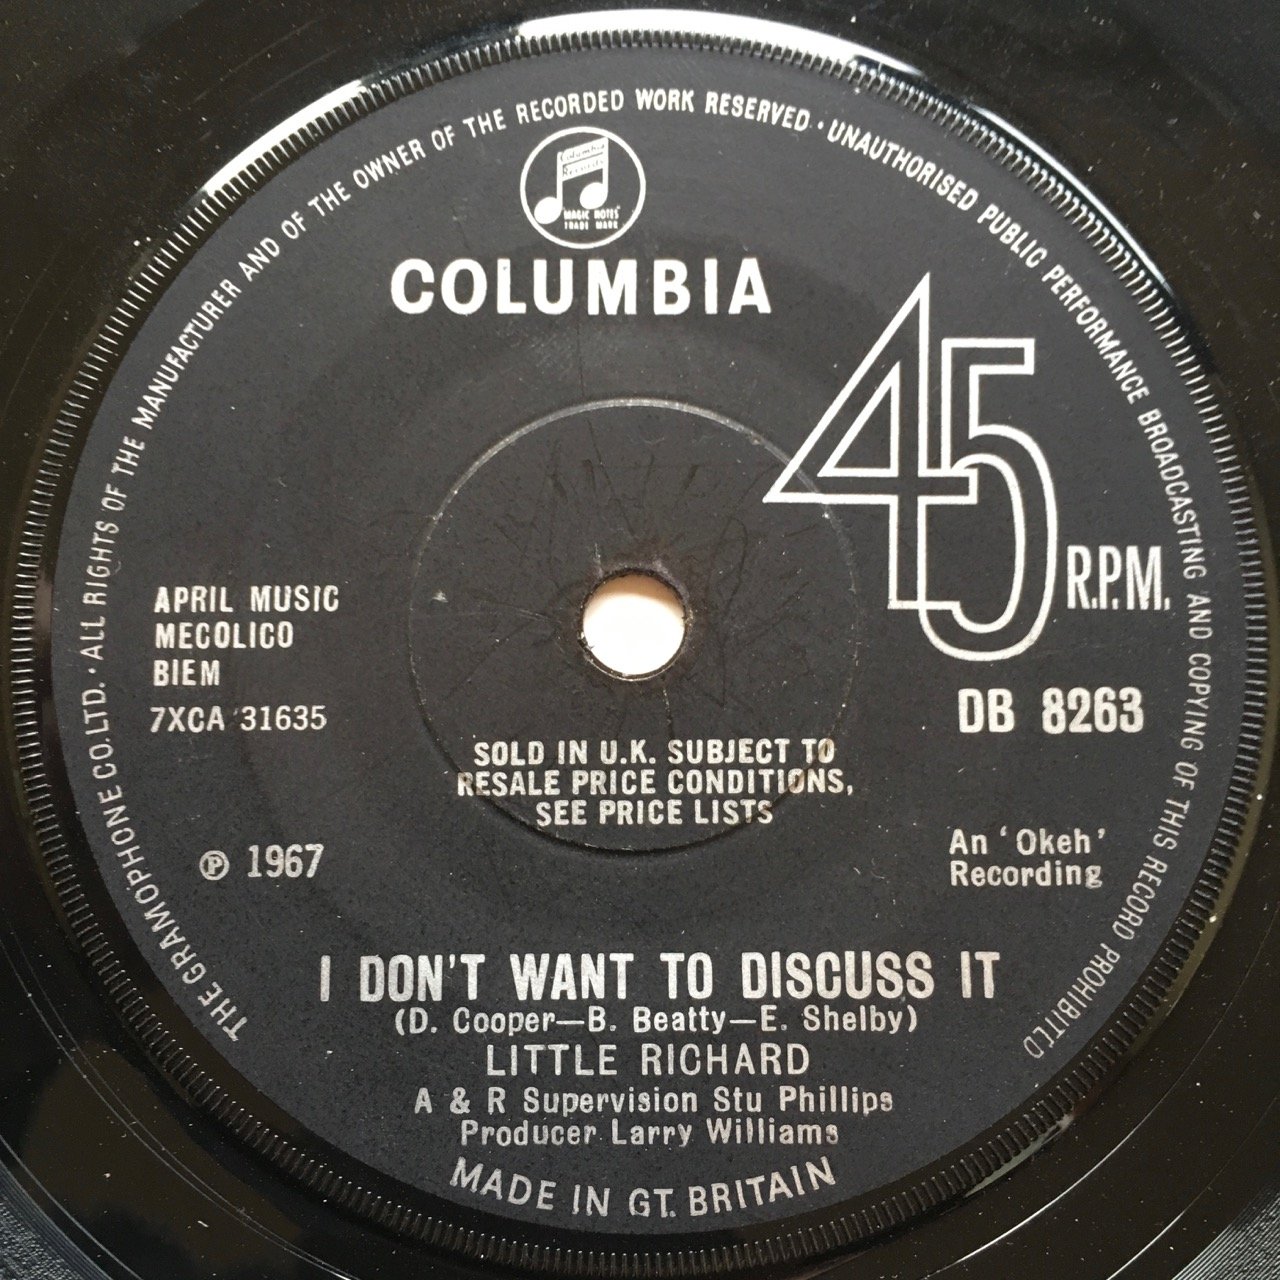 THE GRAMOPHONE CO. LTD. · ALL RIGHTS OF THE MANUFACTURER AND OF THE OWNER OF THE RECORDED WORK RESERVED · UNAUTHORISED PUBLIC PERFORMANCE BROADCASTING AND COPYING OF THIS RECORD PROHIBITED
Columbia
Records
MAGIC NOTES
TRADE MARK
COLUMBIA
45
R.P.M.
APRIL MUSIC
MECOLICO
BIEM
7XCA 31635
DB 8263
SOLD IN U.K. SUBJECT TO
RESALE PRICE CONDITIONS,
SEE PRICE LISTS
℗ 1967
An 'Okeh'
Recording
I DON'T WANT TO DISCUSS IT
(D. Cooper—B. Beatty—E. Shelby)
LITTLE RICHARD
A & R Supervision Stu Phillips
Producer Larry Williams
MADE IN GT. BRITAIN